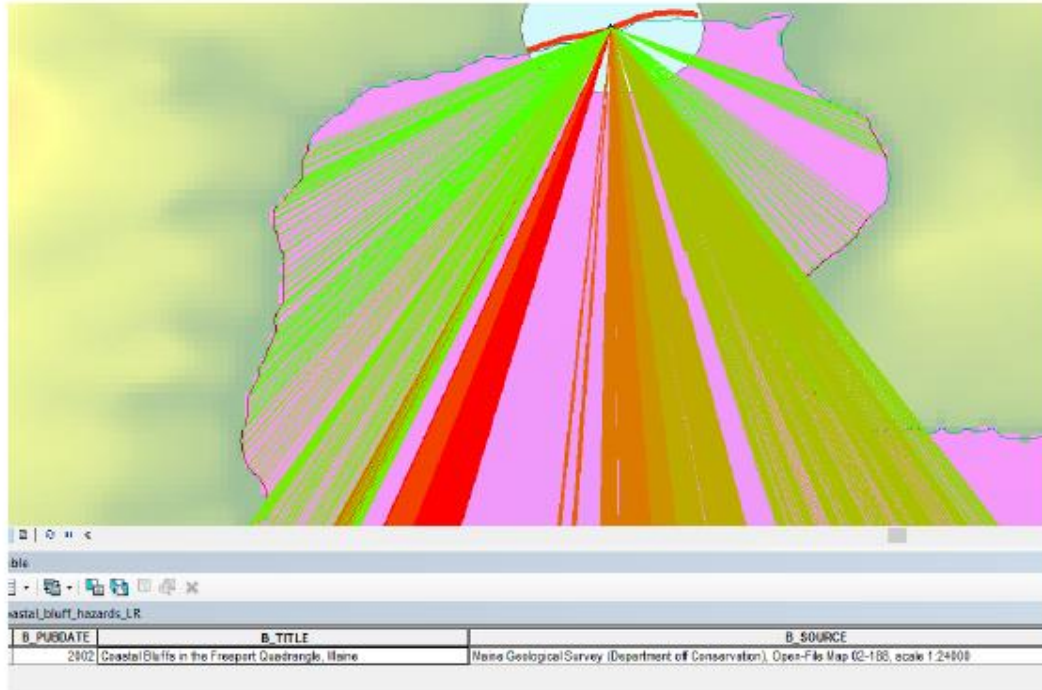 ble
astal_bluff_hazards_LR
B_PUBDATE B_TITLE B_SOURCE
2002 Coastal Bluffs in the Freeport Quadrangle, Maine Maine Geological Survey (Department of Conservation), Open-File Map 02-188, scale 1:24000